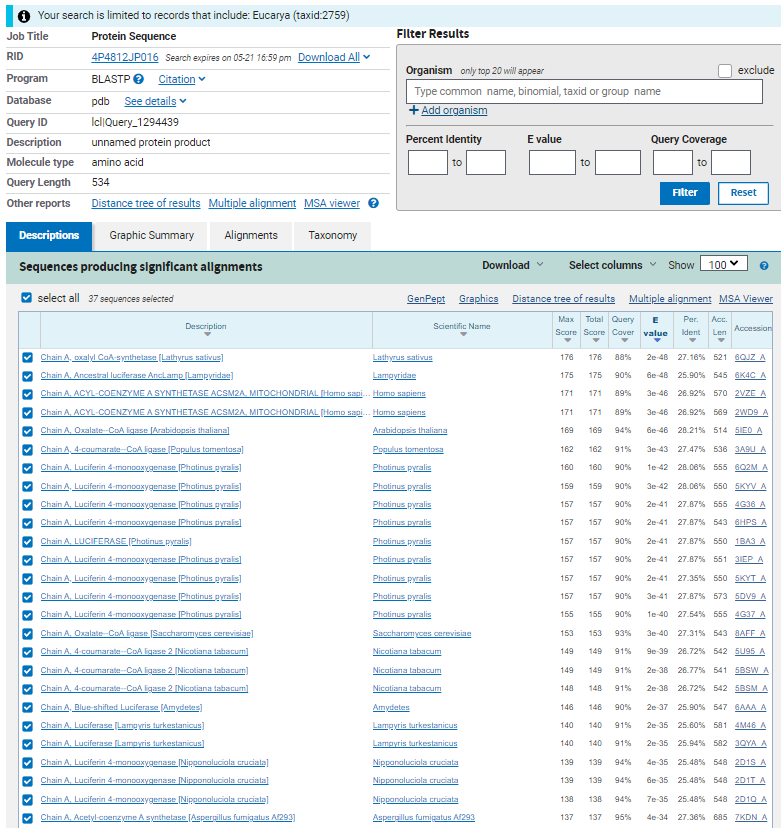 Your search is limited to records that include: Eucarya (taxid:2759)
Job Title Protein Sequence
RID 4P4812JP016 Search expires on 05-21 16:59 pm Download All
Program BLASTP Citation
Database pdb See details
Query ID lcl|Query_1294439
Description unnamed protein product
Molecule type amino acid
Query Length 534
Other reports Distance tree of results Multiple alignment MSA viewer
Filter Results
Organism only top 20 will appear exclude
Type common name, binomial, taxid or group name
+ Add organism
Percent Identity E value Query Coverage
to to to
Filter Reset
Descriptions Graphic Summary Alignments Taxonomy
Sequences producing significant alignments Download Select columns Show 100
select all 37 sequences selected GenPept Graphics Distance tree of results Multiple alignment MSA Viewer
Description Scientific Name Max Score Total Score Query Cover E value Per. Ident Acc. Len Accession
Chain A, oxalyl CoA-synthetase [Lathyrus sativus] Lathyrus sativus 176 176 88% 2e-48 27.16% 521 6QJZ_A
Chain A, Ancestral luciferase AncLamp [Lampyridae] Lampyridae 175 175 90% 6e-48 25.90% 545 6K4C_A
Chain A, ACYL-COENZYME A SYNTHETASE ACSM2A, MITOCHONDRIAL [Homo sapi... Homo sapiens 171 171 89% 3e-46 26.92% 570 2VZE_A
Chain A, ACYL-COENZYME A SYNTHETASE ACSM2A, MITOCHONDRIAL [Homo sapi... Homo sapiens 171 171 89% 3e-46 26.92% 569 2WD9_A
Chain A, Oxalate--CoA ligase [Arabidopsis thaliana] Arabidopsis thaliana 169 169 94% 6e-46 28.21% 514 5IE0_A
Chain A, 4-coumarate--CoA ligase [Populus tomentosa] Populus tomentosa 162 162 91% 3e-43 27.47% 536 3A9U_A
Chain A, Luciferin 4-monooxygenase [Photinus pyralis] Photinus pyralis 160 160 90% 1e-42 28.06% 555 6Q2M_A
Chain A, Luciferin 4-monooxygenase [Photinus pyralis] Photinus pyralis 159 159 90% 3e-42 28.06% 550 5KYV_A
Chain A, Luciferin 4-monooxygenase [Photinus pyralis] Photinus pyralis 157 157 90% 2e-41 27.87% 555 4G36_A
Chain A, Luciferin 4-monooxygenase [Photinus pyralis] Photinus pyralis 157 157 90% 2e-41 27.87% 543 6HPS_A
Chain A, LUCIFERASE [Photinus pyralis] Photinus pyralis 157 157 90% 2e-41 27.87% 550 1BA3_A
Chain A, Luciferin 4-monooxygenase [Photinus pyralis] Photinus pyralis 157 157 90% 2e-41 27.87% 551 3IEP_A
Chain A, Luciferin 4-monooxygenase [Photinus pyralis] Photinus pyralis 157 157 90% 2e-41 27.35% 550 5KYT_A
Chain A, Luciferin 4-monooxygenase [Photinus pyralis] Photinus pyralis 157 157 90% 3e-41 27.87% 573 5DV9_A
Chain A, Luciferin 4-monooxygenase [Photinus pyralis] Photinus pyralis 155 155 90% 1e-40 27.54% 555 4G37_A
Chain A, Oxalate--CoA ligase [Saccharomyces cerevisiae] Saccharomyces cerevisiae 153 153 93% 3e-40 27.31% 543 8AFF_A
Chain A, 4-coumarate--CoA ligase 2 [Nicotiana tabacum] Nicotiana tabacum 149 149 91% 9e-39 26.72% 542 5U95_A
Chain A, 4-coumarate--CoA ligase 2 [Nicotiana tabacum] Nicotiana tabacum 149 149 91% 2e-38 26.77% 541 5BSW_A
Chain A, 4-coumarate--CoA ligase 2 [Nicotiana tabacum] Nicotiana tabacum 148 148 91% 2e-38 26.72% 542 5BSM_A
Chain A, Blue-shifted Luciferase [Amydetes] Amydetes 146 146 90% 2e-37 25.90% 547 6AAA_A
Chain A, Luciferase [Lampyris turkestanicus] Lampyris turkestanicus 140 140 91% 2e-35 25.60% 581 4M46_A
Chain A, Luciferase [Lampyris turkestanicus] Lampyris turkestanicus 140 140 91% 2e-35 25.94% 582 3QYA_A
Chain A, Luciferin 4-monooxygenase [Nipponoluciola cruciata] Nipponoluciola cruciata 139 139 94% 4e-35 25.48% 548 2D1S_A
Chain A, Luciferin 4-monooxygenase [Nipponoluciola cruciata] Nipponoluciola cruciata 139 139 94% 6e-35 25.48% 548 2D1T_A
Chain A, Luciferin 4-monooxygenase [Nipponoluciola cruciata] Nipponoluciola cruciata 138 138 94% 7e-35 25.48% 548 2D1Q_A
Chain A, Acetyl-coenzyme A synthetase [Aspergillus fumigatus Af293] Aspergillus fumigatus Af293 137 137 95% 4e-34 27.36% 685 7KDN_A